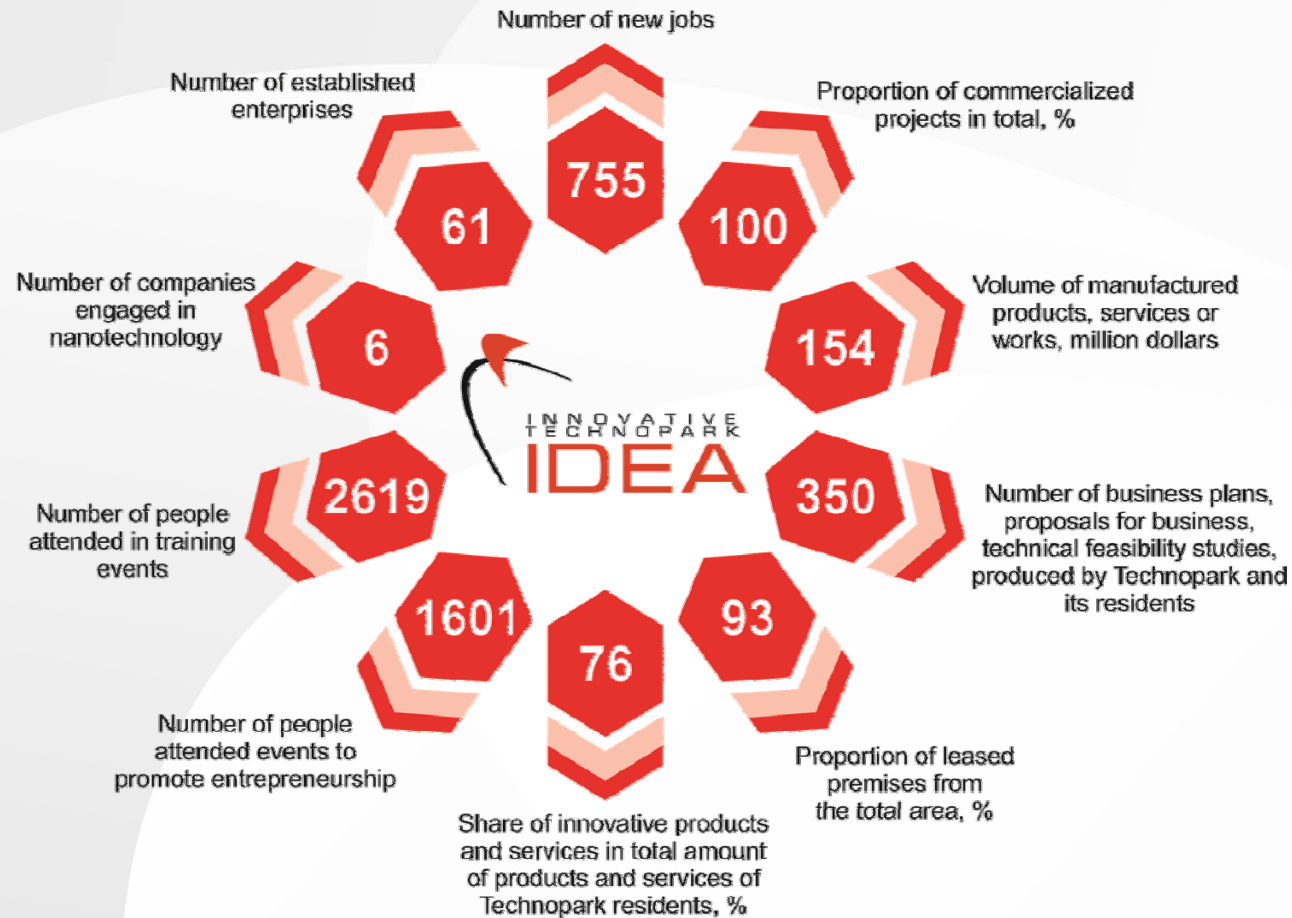 Number of new jobs
755
Proportion of commercialized
projects in total, %
100
Volume of manufactured
products, services or
works, million dollars
154
Number of business plans,
proposals for business,
technical feasibility studies,
produced by Technopark and
its residents
350
Proportion of leased
premises from
the total area, %
93
Share of innovative products
and services in total amount
of products and services of
Technopark residents, %
76
Number of people
attended events to
promote entrepreneurship
1601
Number of people
attended in training
events
2619
Number of companies
engaged in
nanotechnology
6
Number of established
enterprises
61
INNOVATIVE
TECHNOPARK
IDEA